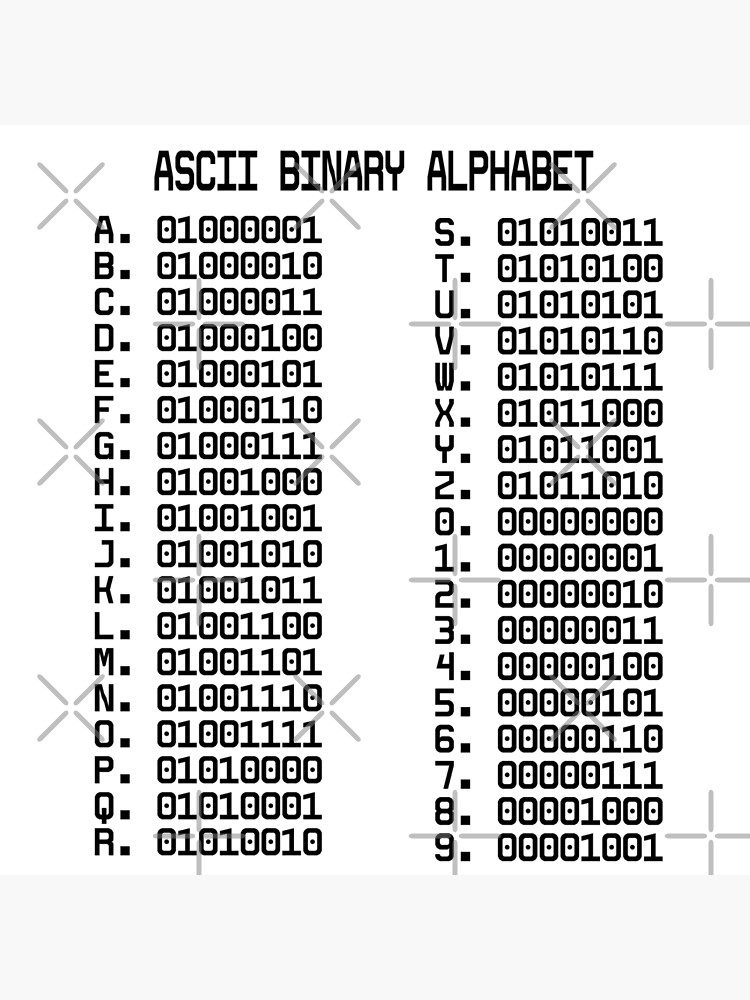 ASCII BINARY ALPHABET
A. 01000001
B. 01000010
C. 01000011
D. 01000100
E. 01000101
F. 01000110
G. 01000111
H. 01001000
I. 01001001
J. 01001010
K. 01001011
L. 01001100
M. 01001101
N. 01001110
O. 01001111
P. 01010000
Q. 01010001
R. 01010010
S. 01010011
T. 01010100
U. 01010101
V. 01010110
W. 01010111
X. 01011000
Y. 01011001
Z. 01011010
0. 00000000
1. 00000001
2. 00000010
3. 00000011
4. 00000100
5. 00000101
6. 00000110
7. 00000111
8. 00001000
9. 00001001